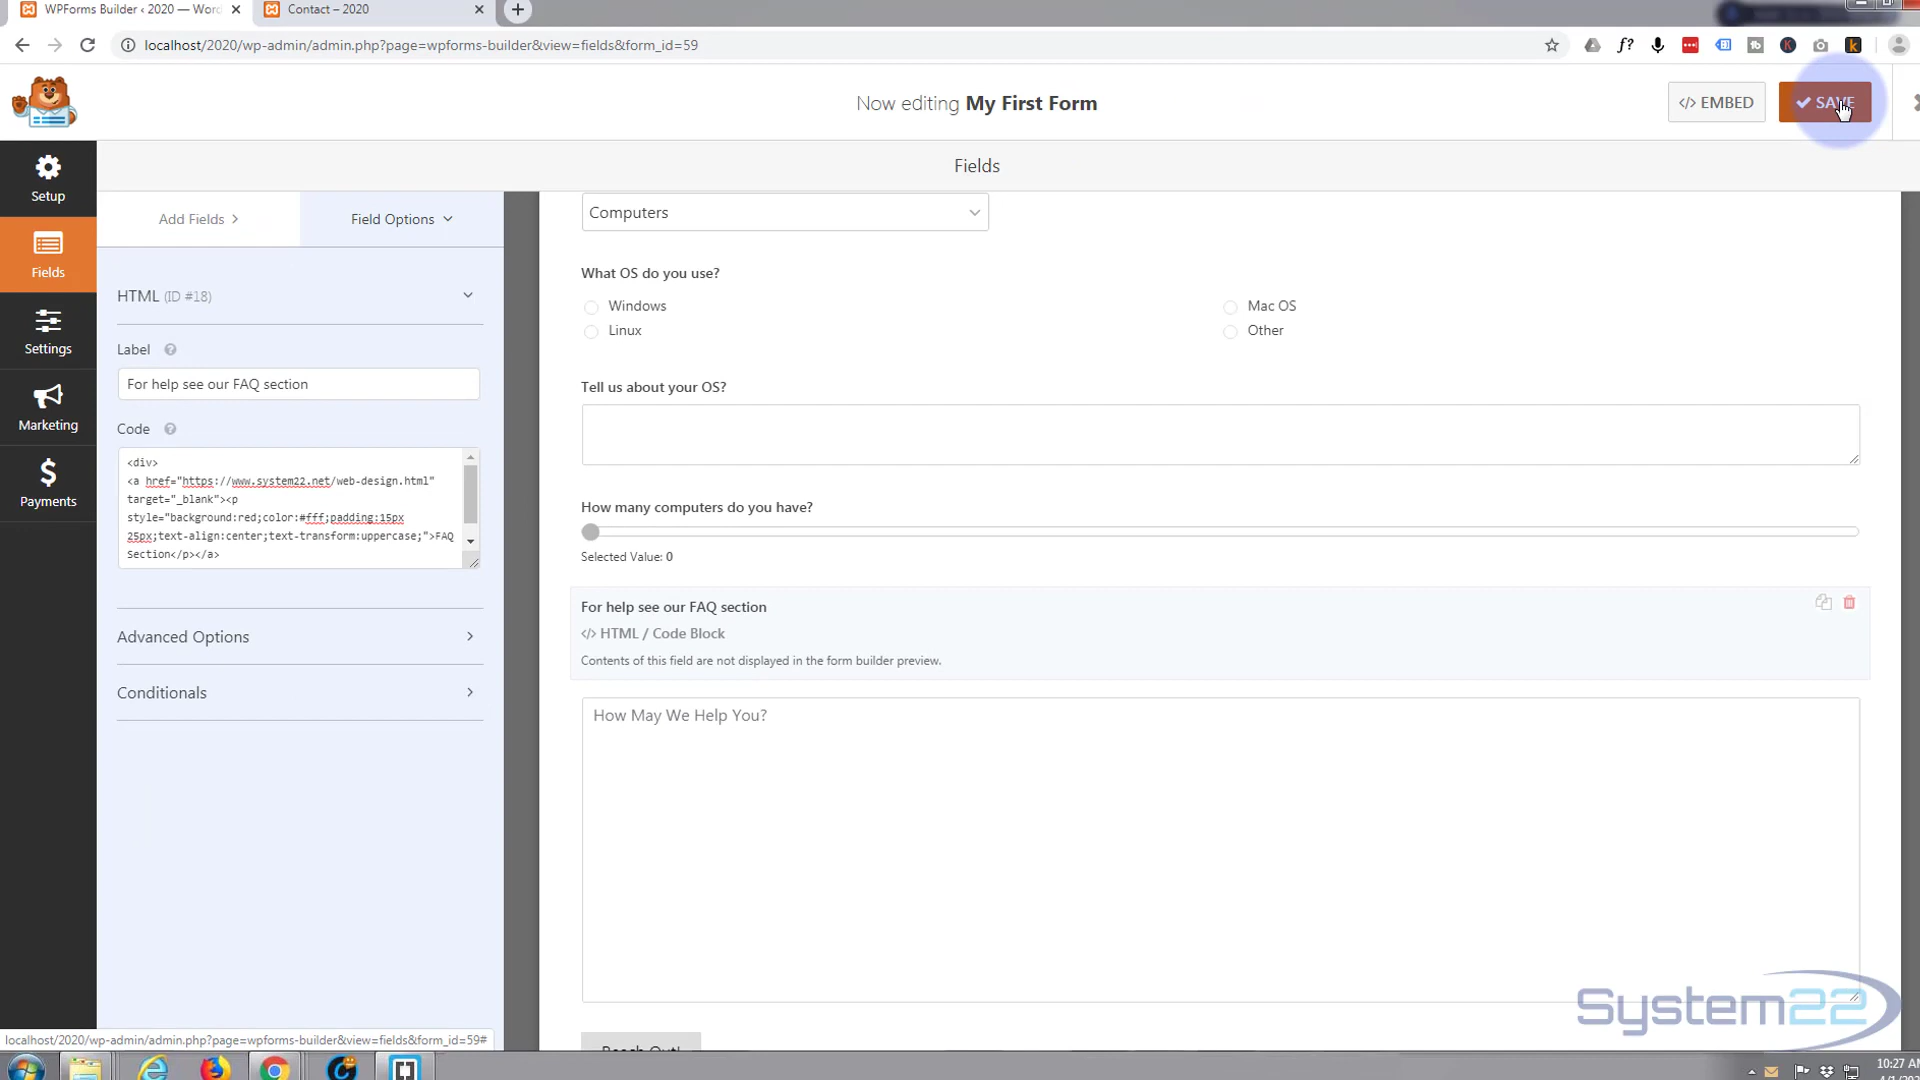 WPForms Builder ‹ 2020 — Wor
Contact – 2020
localhost/2020/wp-admin/admin.php?page=wpforms-builder&view=fields&form_id=59
Now editing My First Form
</> EMBED
SAVE
Setup
Fields
Settings
Marketing
Payments
Fields
Add Fields
Field Options
HTML (ID #18)
Label
For help see our FAQ section
Code
<div>
<a href="https://www.system22.net/web-design.html"
target="_blank"><p
style="background:red;color:#fff;padding:15px
25px;text-align:center;text-transform:uppercase;">FAQ
Section</p></a>
Advanced Options
Conditionals
Computers
What OS do you use?
Windows
Mac OS
Linux
Other
Tell us about your OS?
How many computers do you have?
Selected Value: 0
For help see our FAQ section
</> HTML / Code Block
Contents of this field are not displayed in the form builder preview.
How May We Help You?
Reach Out!
System22
localhost/2020/wp-admin/admin.php?page=wpforms-builder&view=fields&form_id=59#
10:27 AM